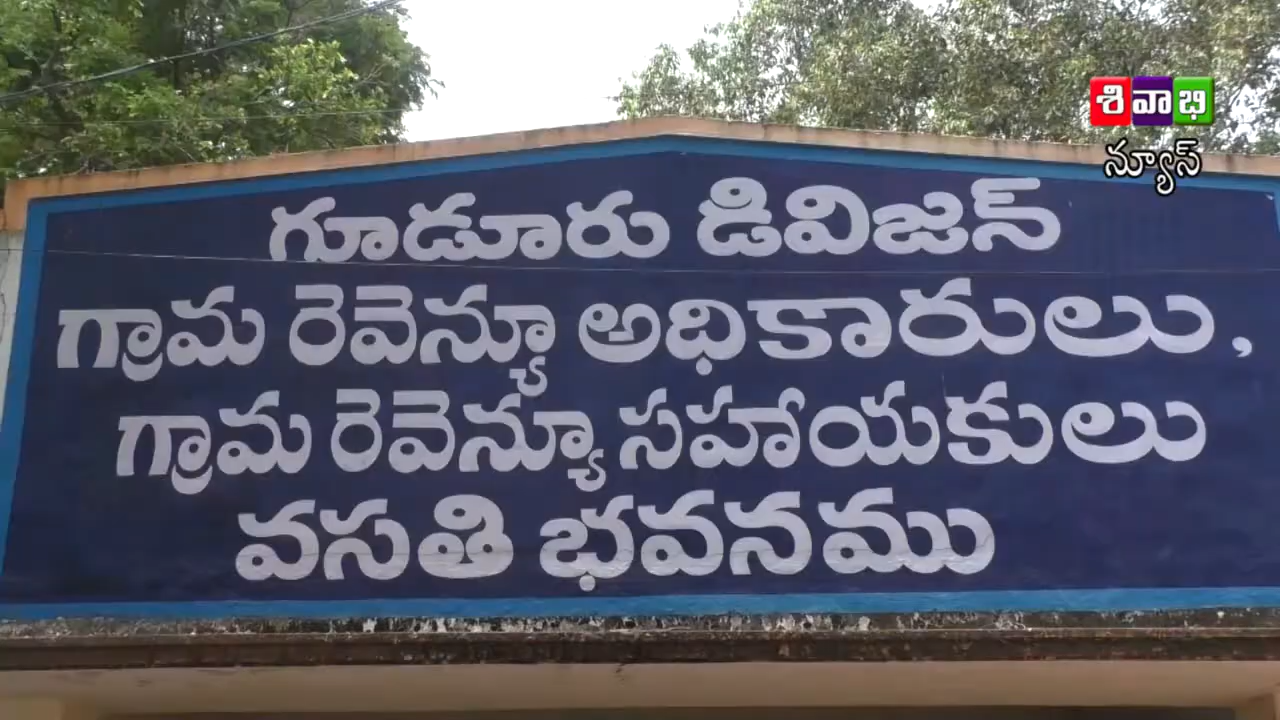 శివాభి
న్యూస్
గూడూరు డివిజన్
గ్రామ రెవెన్యూ అధికారులు,
గ్రామ రెవెన్యూ సహాయకులు
వసతి భవనము